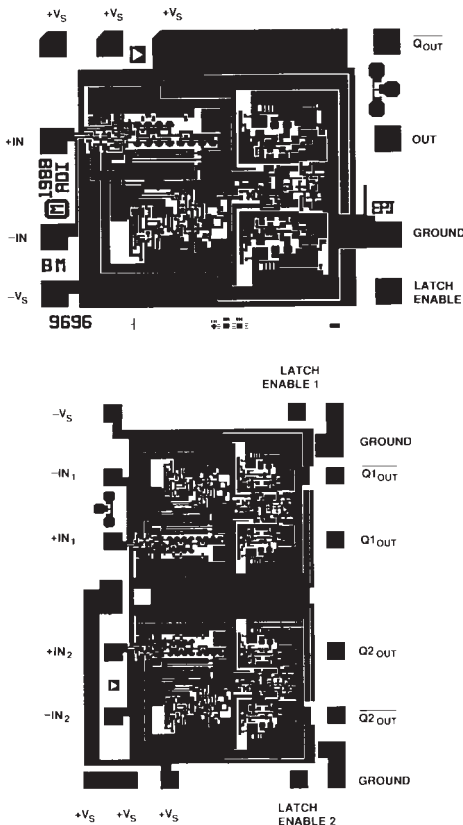 +VS +VS +VS
QOUT
+IN
OUT
1988
ADI
M
EPJ
−IN
GROUND
BM
−VS
LATCH
ENABLE
9696
LATCH
ENABLE 1
−VS
GROUND
−IN1
Q1OUT
+IN1
Q1OUT
+IN2
Q2OUT
−IN2
Q2OUT
GROUND
+VS +VS +VS
LATCH
ENABLE 2